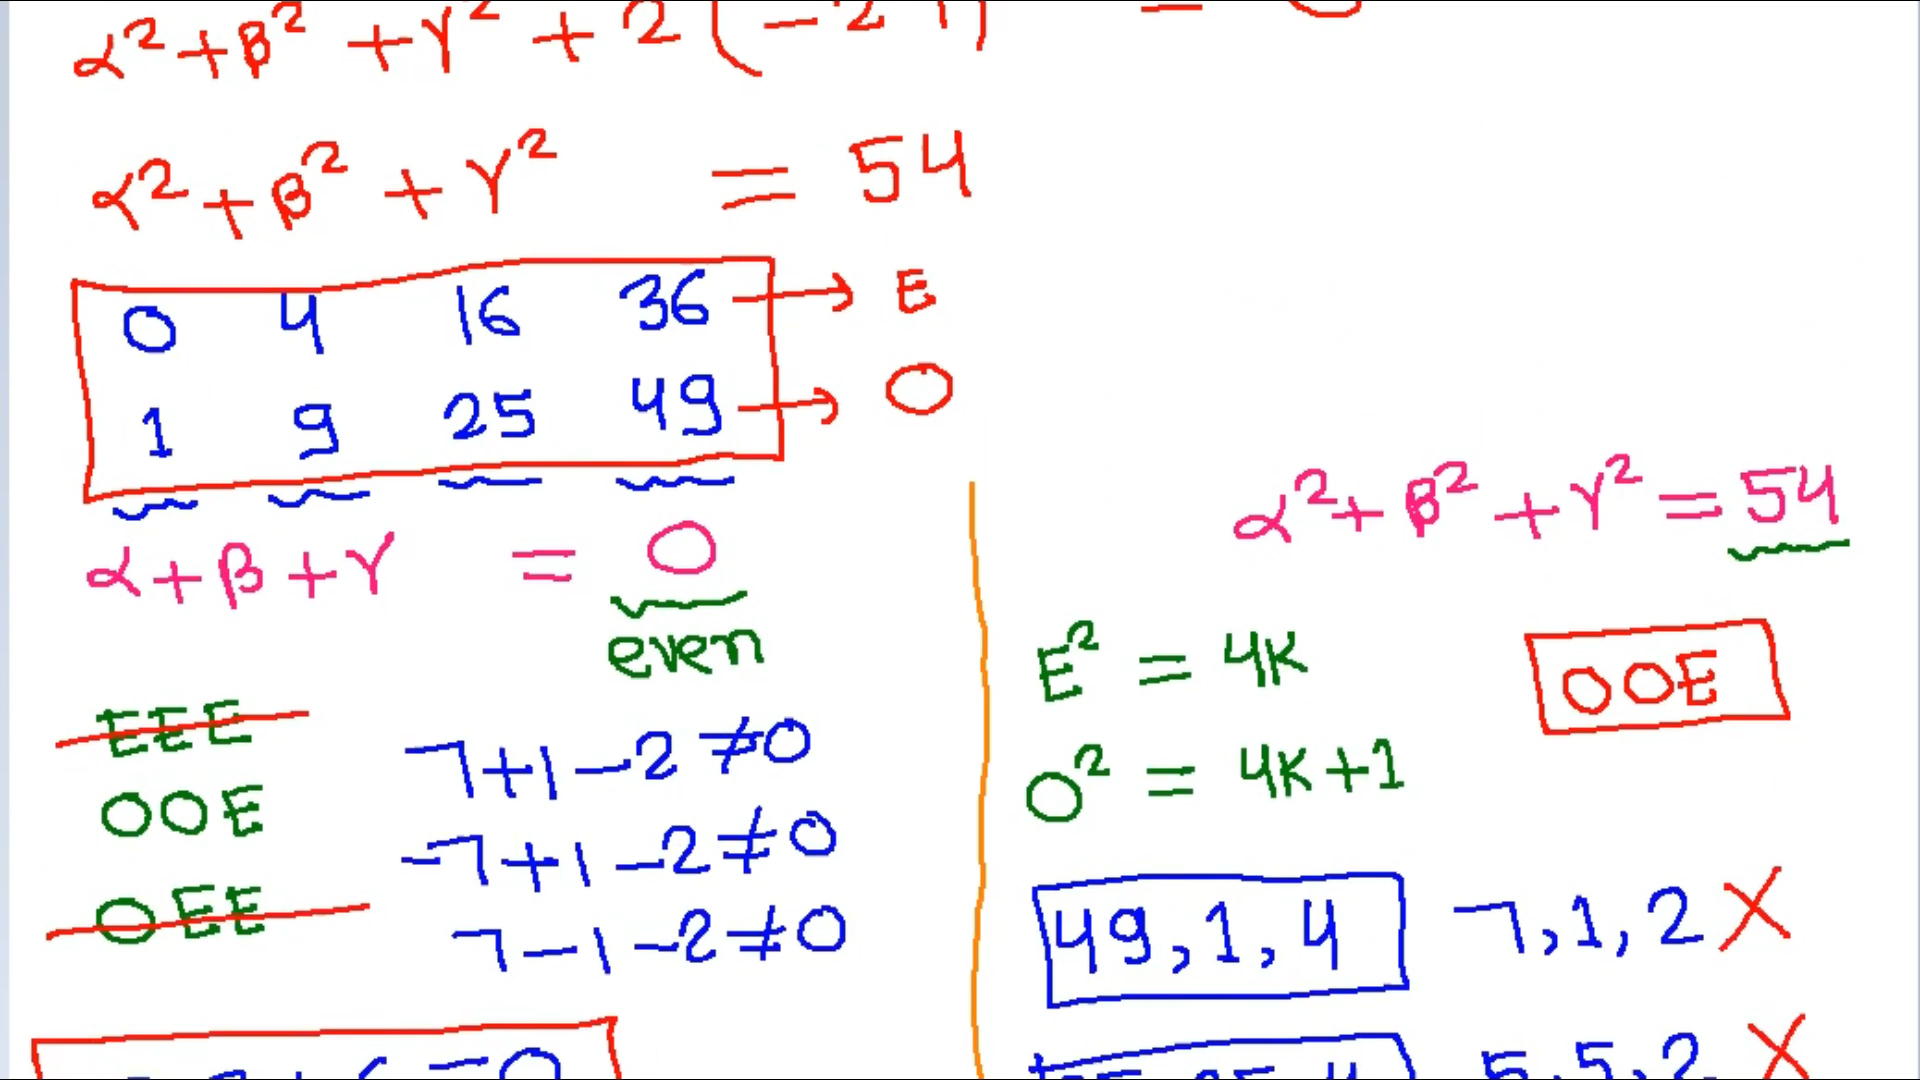 α² + β² + γ² + 2(-27) = 0
α² + β² + γ² = 54
0 4 16 36 → E
1 9 25 49 → O
α + β + γ = 0
even
EEE
OOE
OEE
7+1-2≠0
-7+1-2≠0
7-1-2≠0
α² + β² + γ² = 54
E² = 4K
OOE
O² = 4K+1
49, 1, 4 7, 1, 2 X
5, 5, 2 X